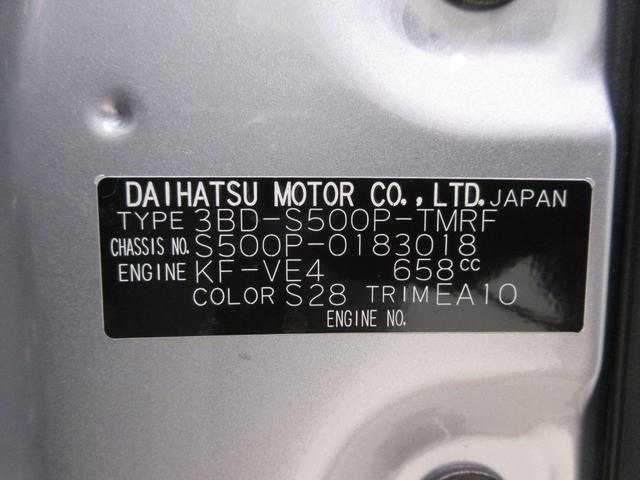 DAIHATSU MOTOR CO.,LTD. JAPAN
TYPE 3BD-S500P-TMRF
CHASSIS NO. S500P-0183018
ENGINE KF-VE4 658cc
COLOR S28 TRIM EA10
ENGINE NO.